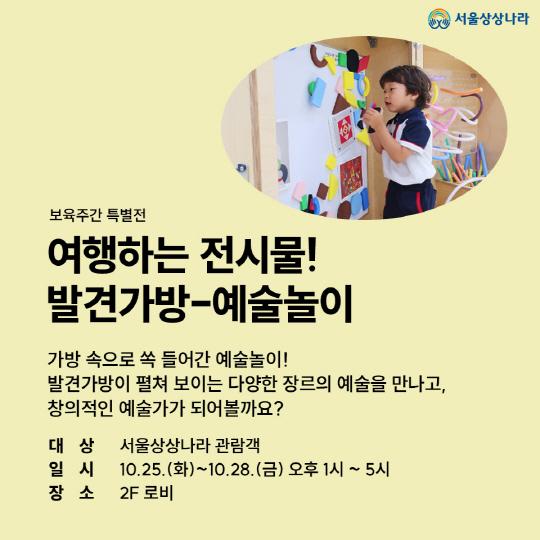 서울상상나라
보육주간 특별전
여행하는 전시물!
발견가방-예술놀이
가방 속으로 쏙 들어간 예술놀이!
발견가방이 펼쳐 보이는 다양한 장르의 예술을 만나고,
창의적인 예술가가 되어볼까요?
대 상 서울상상나라 관람객
일 시 10.25.(화)~10.28.(금) 오후 1시 ~ 5시
장 소 2F 로비